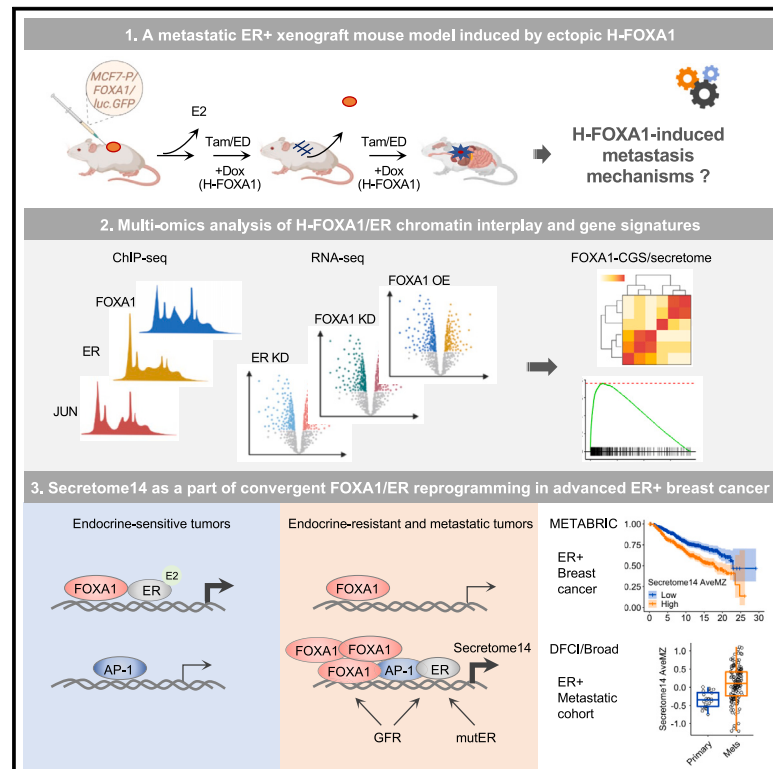 1. A metastatic ER+ xenograft mouse model induced by ectopic H-FOXA1
MCF7-P/
FOXA1/
luc.GFP
E2
Tam/ED
+Dox
(H-FOXA1)
Tam/ED
+Dox
(H-FOXA1)
H-FOXA1-induced
metastasis
mechanisms ?
2. Multi-omics analysis of H-FOXA1/ER chromatin interplay and gene signatures
ChIP-seq
FOXA1
ER
JUN
RNA-seq
FOXA1 OE
FOXA1 KD
ER KD
FOXA1-CGS/secretome
3. Secretome14 as a part of convergent FOXA1/ER reprogramming in advanced ER+ breast cancer
Endocrine-sensitive tumors
E2
FOXA1
ER
AP-1
Endocrine-resistant and metastatic tumors
FOXA1
Secretome14
FOXA1
FOXA1
FOXA1
AP-1
ER
GFR
mutER
METABRIC
ER+
Breast
cancer
1.00
0.75
0.50
0.25
0.00
Secretome14 AveMZ
Low
High
0 5 10 15 20 25 30
DFCI/Broad
ER+
Metastatic
cohort
Secretome14 AveMZ
1.0
0.5
0.0
-0.5
-1.0
Primary
Mets